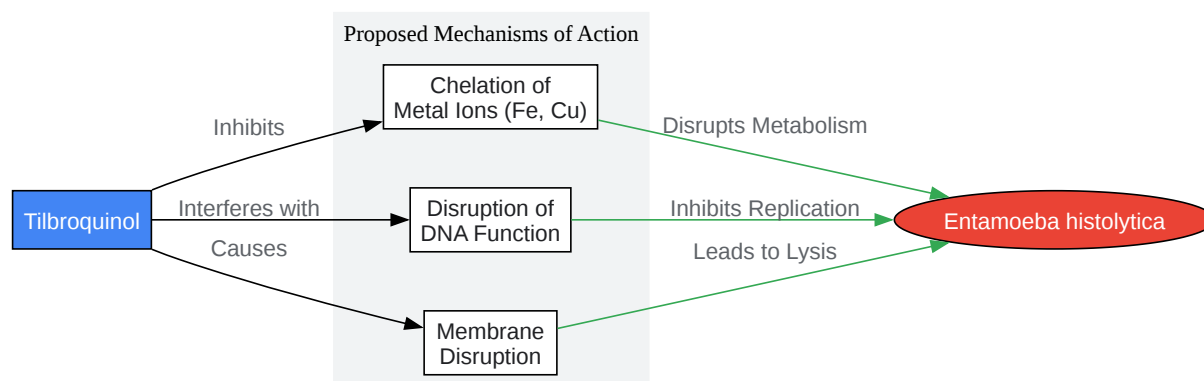 Proposed Mechanisms of Action
Chelation of
Metal Ions (Fe, Cu)
Inhibits
Disrupts Metabolism
Tilbroquinol
Interferes with
Disruption of
DNA Function
Inhibits Replication
Entamoeba histolytica
Causes
Leads to Lysis
Membrane
Disruption